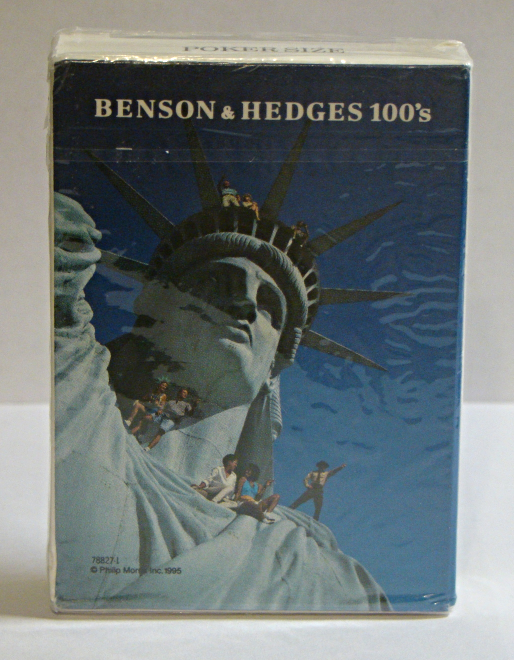 POKER SIZE
BENSON & HEDGES 100's
78827-1
© Philip Morris Inc. 1995